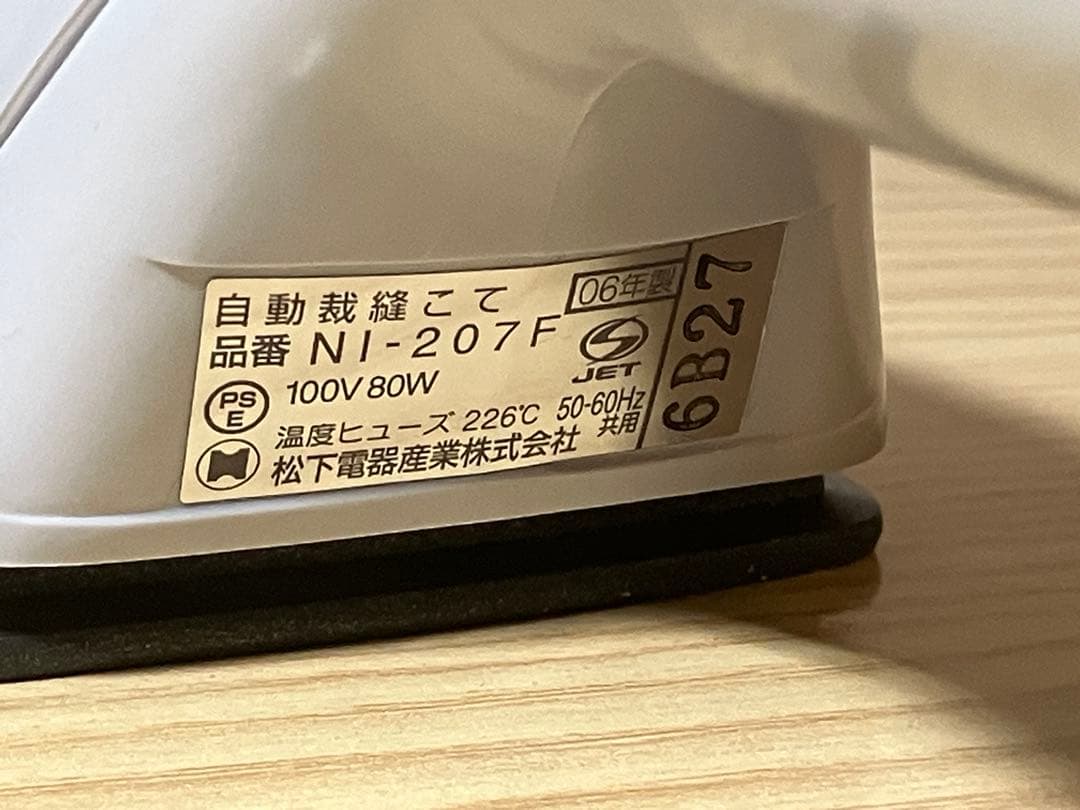 自動裁縫こて 06年製
品番 NI-207F
JET
PS
E
100V 80W
50-60Hz
共用
温度ヒューズ 226℃
松下電器産業株式会社
6B27